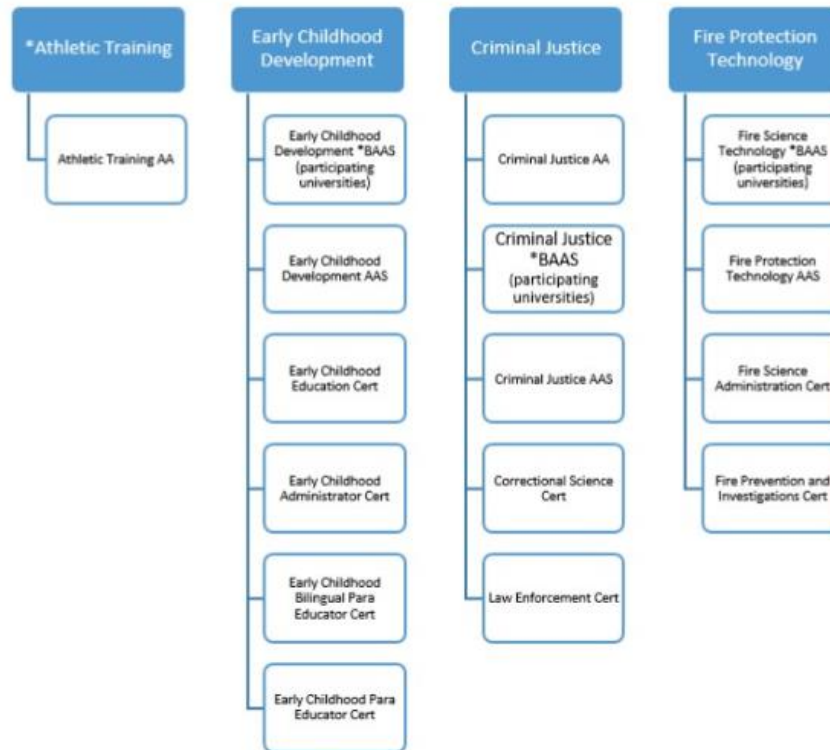 *Athletic Training
Athletic Training AA
Early Childhood
Development
Early Childhood
Development *BAAS
(participating
universities)
Early Childhood
Development AAS
Early Childhood
Education Cert
Early Childhood
Administrator Cert
Early Childhood
Bilingual Para
Educator Cert
Early Childhood Para
Educator Cert
Criminal Justice
Criminal Justice AA
Criminal Justice
*BAAS
(participating
universities)
Criminal Justice AAS
Correctional Science
Cert
Law Enforcement Cert
Fire Protection
Technology
Fire Science
Technology *BAAS
(participating
universities)
Fire Protection
Technology AAS
Fire Science
Administration Cert
Fire Prevention and
Investigations Cert